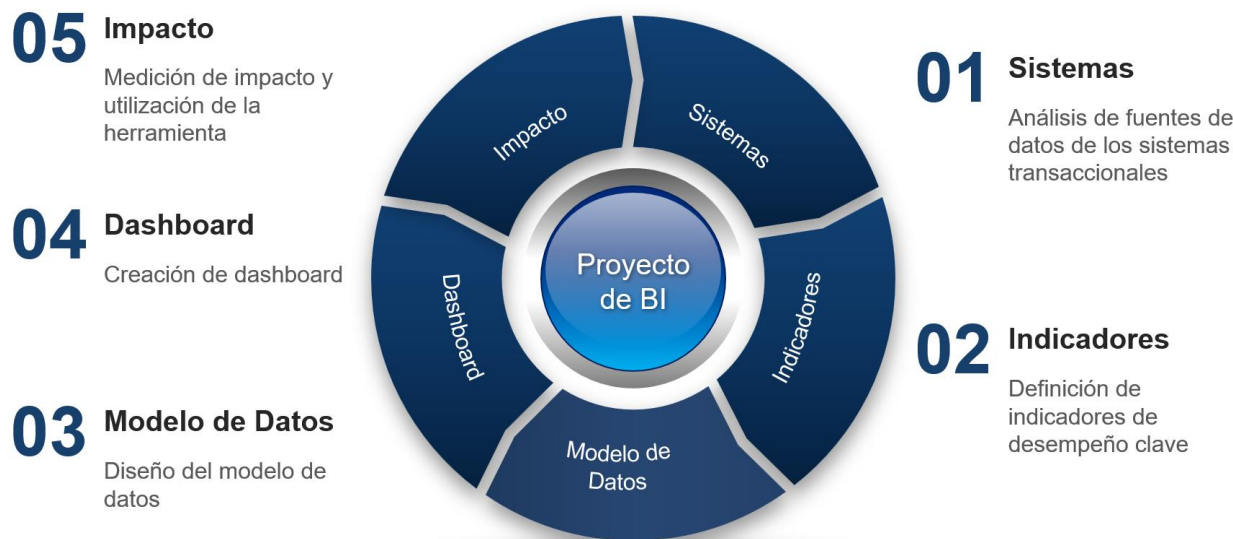 05 Impacto
Medición de impacto y
utilización de la
herramienta
04 Dashboard
Creación de dashboard
03 Modelo de Datos
Diseño del modelo de
datos
Impacto
Sistemas
Dashboard
Proyecto
de BI
Indicadores
Modelo de
Datos
01 Sistemas
Análisis de fuentes de
datos de los sistemas
transaccionales
02 Indicadores
Definición de
indicadores de
desempeño clave